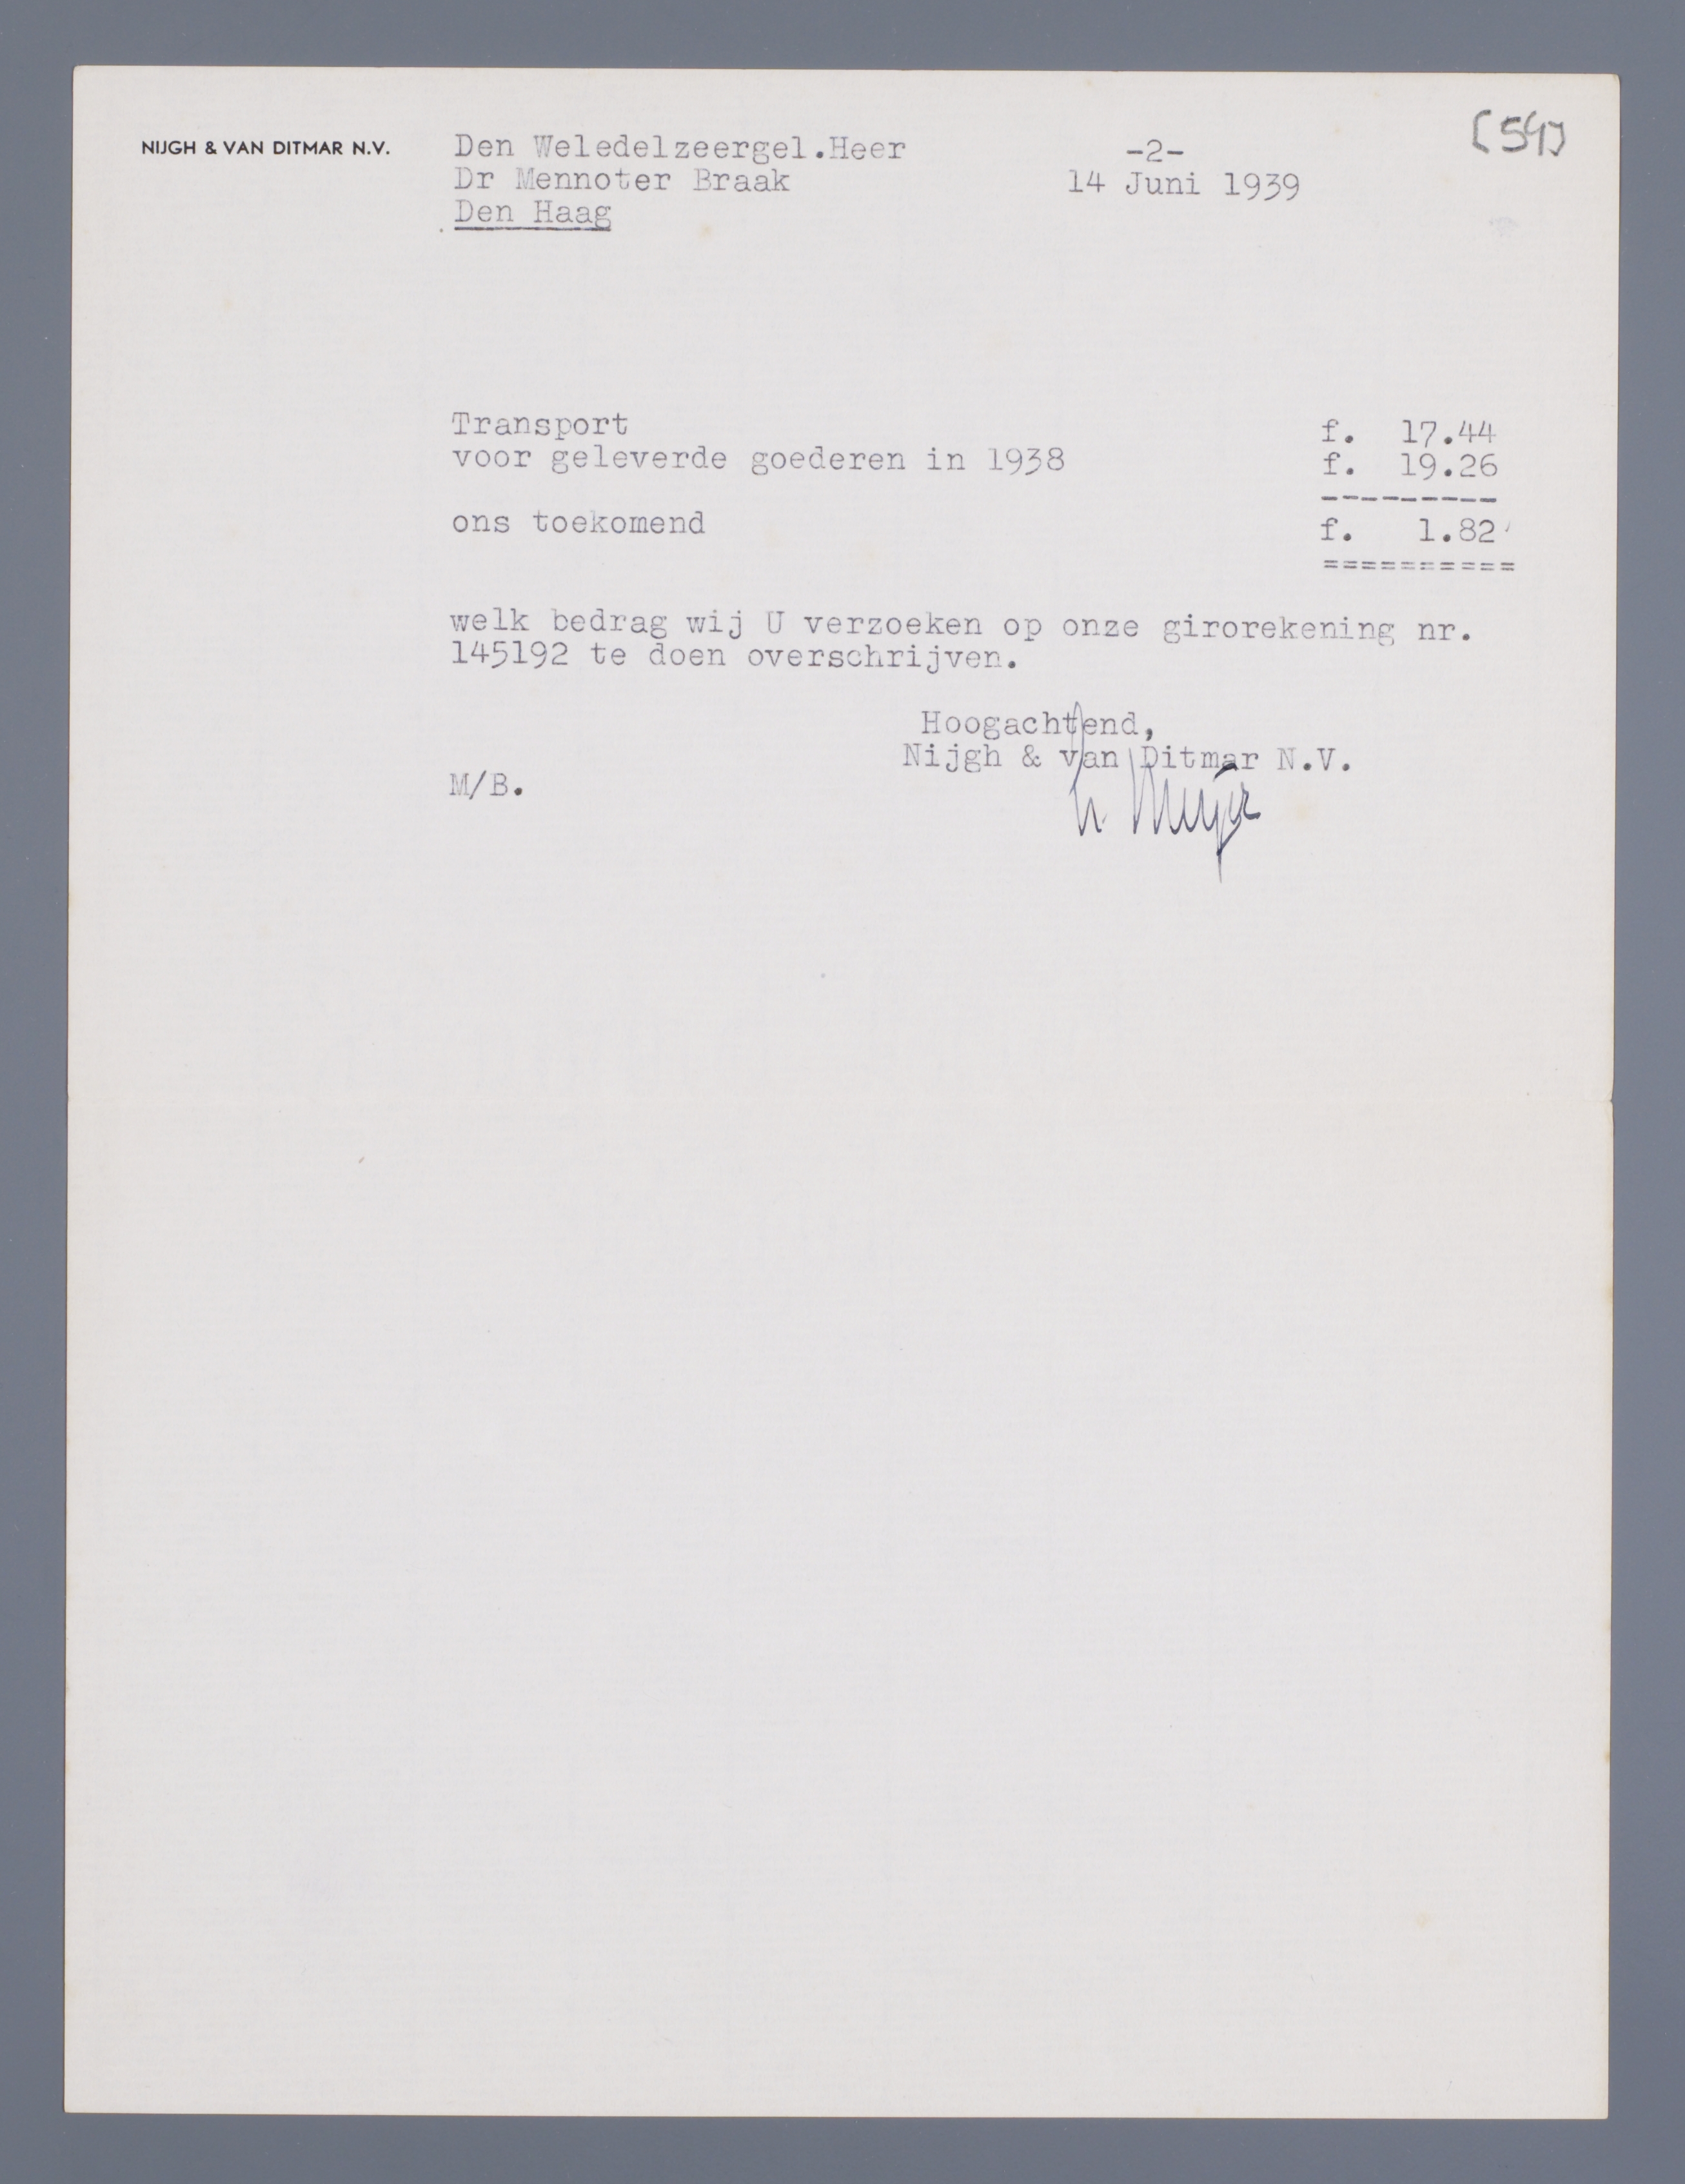 NIJGH & VAN DITMAR N.V.
Den Weledelzeergel.Heer -2- [59]
Dr Mennoter Braak 14 Juni 1939
Den Haag
Transport f. 17.44
voor geleverde goederen in 1938 f. 19.26
---------
ons toekomend f. 1.82
==========
welk bedrag wij U verzoeken op onze girorekening nr.
145192 te doen overschrijven.
Hoogachtend,
Nijgh & van Ditmar N.V.
M/B.